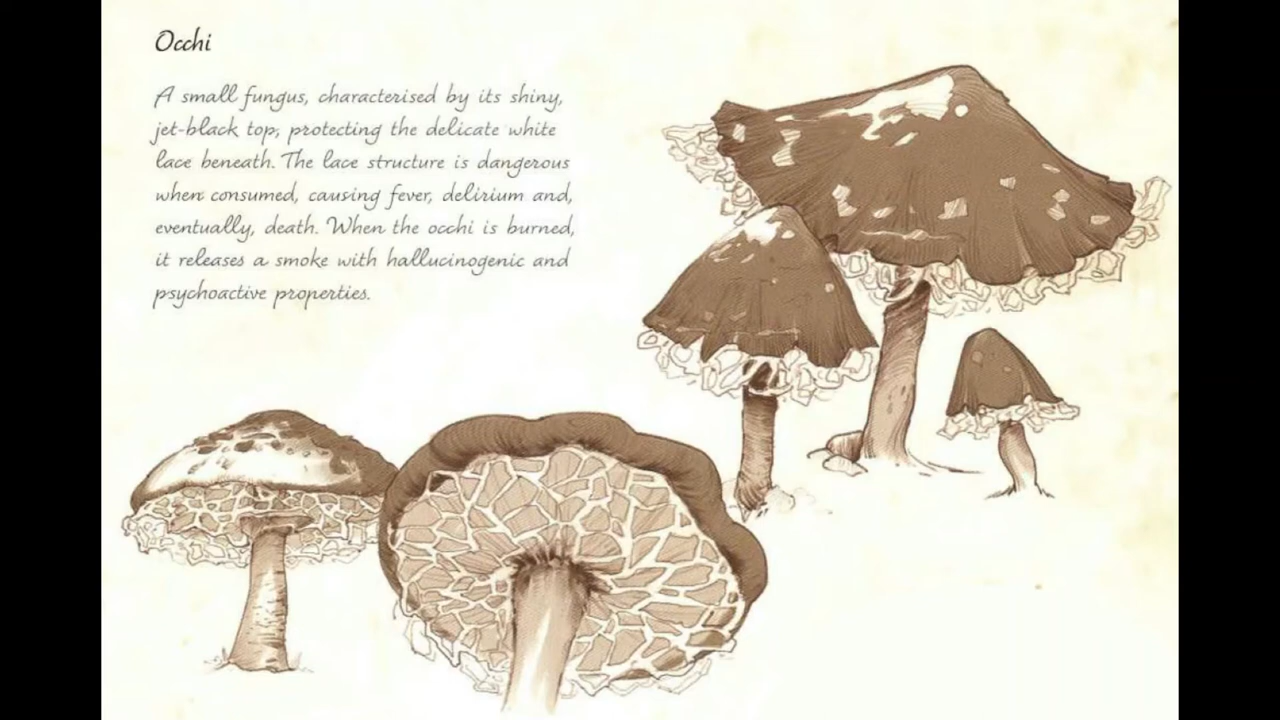 Occhi
A small fungus, characterised by its shiny,
jet-black top, protecting the delicate white
lace beneath. The lace structure is dangerous
when consumed, causing fever, delirium and,
eventually, death. When the occhi is burned,
it releases a smoke with hallucinogenic and
psychoactive properties.